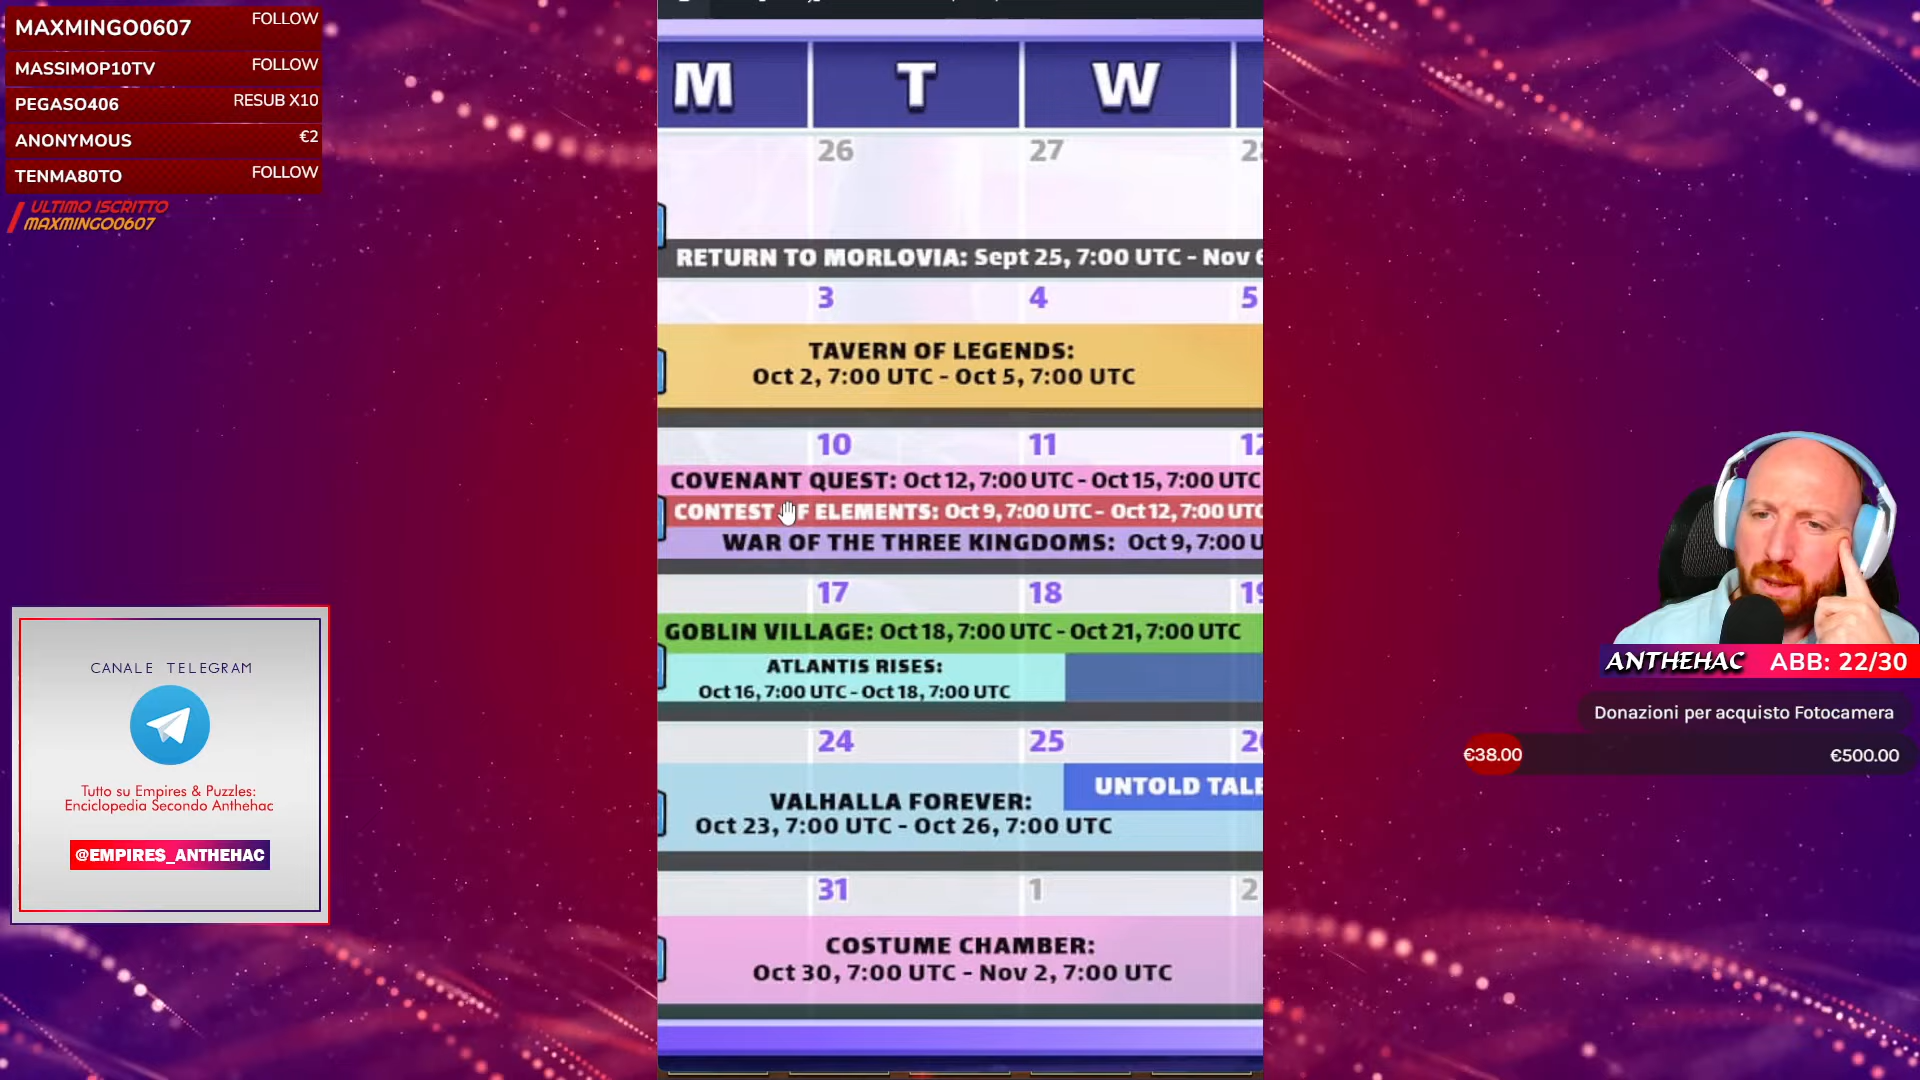 MAXMINGO0607 FOLLOW
MASSIMOP10TV FOLLOW
PEGASO406 RESUB X10
ANONYMOUS €2
TENMA80TO FOLLOW
ULTIMO ISCRITTO
MAXMINGO0607
CANALE TELEGRAM
Tutto su Empires & Puzzles:
Enciclopedia Secondo Anthehac
@EMPIRES_ANTHEHAC
M T W
26 27
RETURN TO MORLOVIA: Sept 25, 7:00 UTC - Nov 6
3 4 5
TAVERN OF LEGENDS:
Oct 2, 7:00 UTC - Oct 5, 7:00 UTC
10 11 12
COVENANT QUEST: Oct 12, 7:00 UTC - Oct 15, 7:00 UTC
CONTEST OF ELEMENTS: Oct 9, 7:00 UTC - Oct 12, 7:00 UTC
WAR OF THE THREE KINGDOMS: Oct 9, 7:00 U
17 18 19
GOBLIN VILLAGE: Oct 18, 7:00 UTC - Oct 21, 7:00 UTC
ATLANTIS RISES:
Oct 16, 7:00 UTC - Oct 18, 7:00 UTC
24 25 26
UNTOLD TALE
VALHALLA FOREVER:
Oct 23, 7:00 UTC - Oct 26, 7:00 UTC
31 1 2
COSTUME CHAMBER:
Oct 30, 7:00 UTC - Nov 2, 7:00 UTC
ANTHEHAC ABB: 22/30
Donazioni per acquisto Fotocamera
€38.00 €500.00